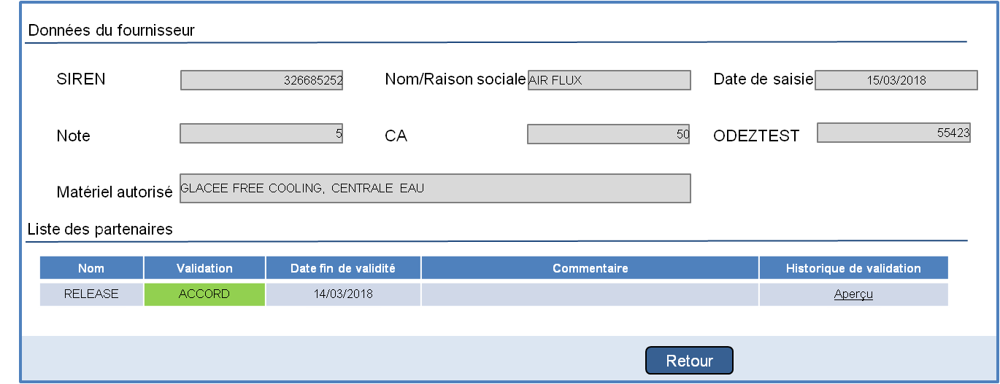 Données du fournisseur
SIREN 326685252 Nom/Raison sociale AIR FLUX Date de saisie 15/03/2018
Note 5 CA 50 ODEZTEST 55423
Matériel autorisé GLACEE FREE COOLING, CENTRALE EAU
Liste des partenaires
Nom Validation Date fin de validité Commentaire Historique de validation
RELEASE ACCORD 14/03/2018 Aperçu
Retour